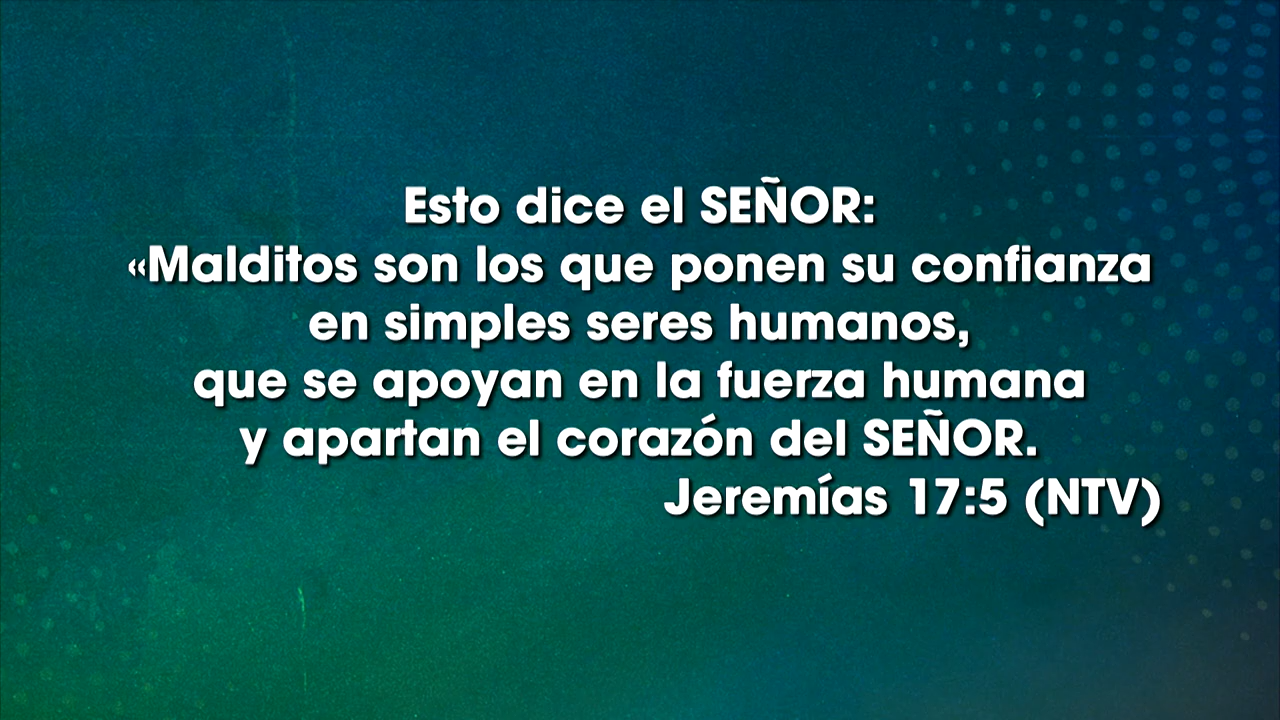 Esto dice el SEÑOR:
«Malditos son los que ponen su confianza
en simples seres humanos,
que se apoyan en la fuerza humana
y apartan el corazón del SEÑOR.
Jeremías 17:5 (NTV)